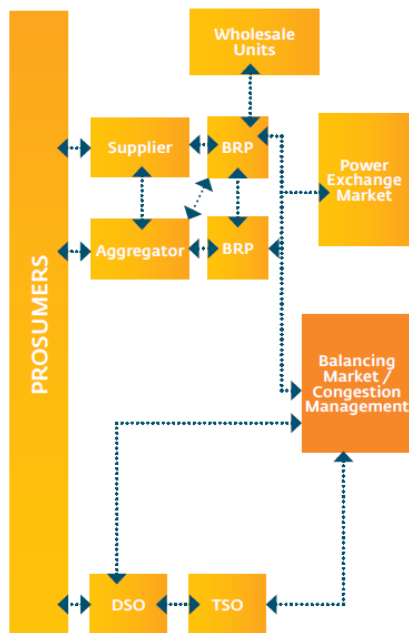 Wholesale
Units
Supplier
BRP
Power
Exchange
Market
Aggregator
BRP
PROSUMERS
Balancing
Market /
Congestion
Management
DSO
TSO